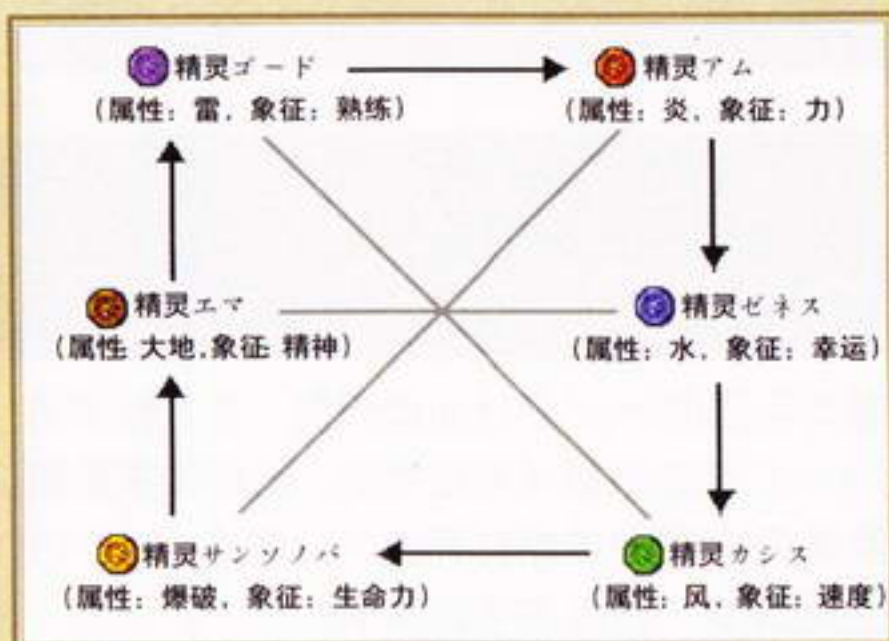 精灵ゴード
(属性：雷，象征：熟练)
精灵アム
(属性：炎，象征：力)
精灵エマ
(属性：大地，象征：精神)
精灵ゼネス
(属性：水，象征：幸运)
精灵サンソノバ
(属性：爆破，象征：生命力)
精灵カシス
(属性：风，象征：速度)